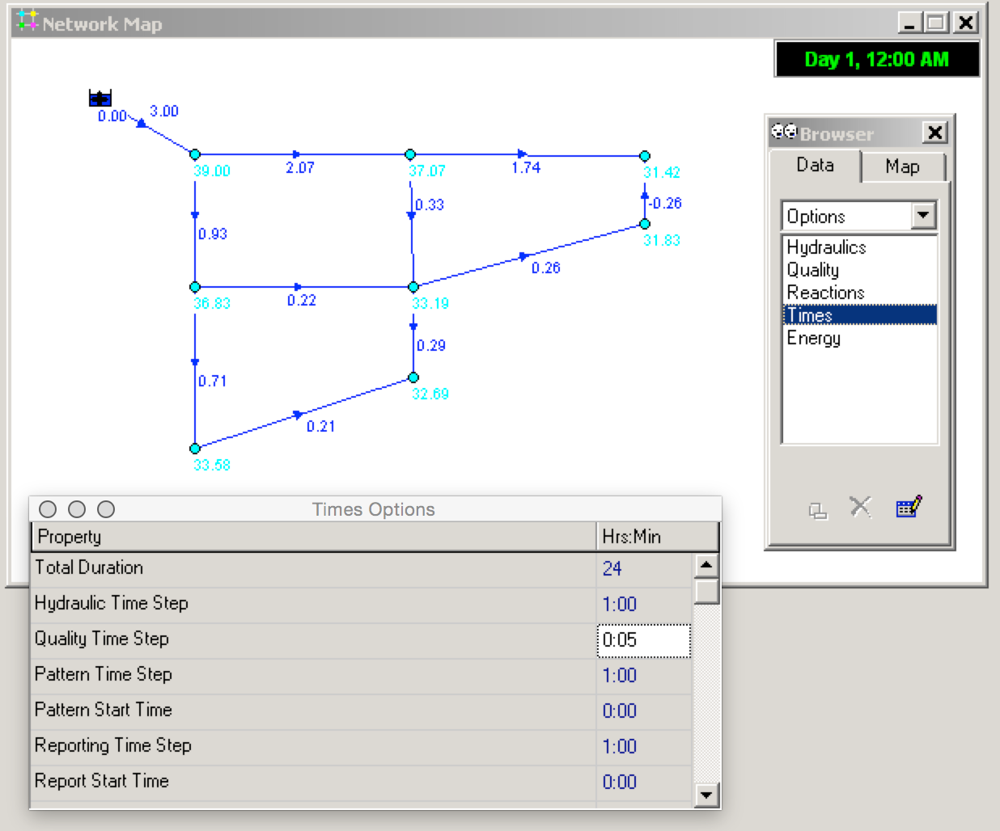 Network Map
Day 1, 12:00 AM
0.00
3.00
39.00
2.07
37.07
1.74
31.42
0.93
0.33
-0.26
31.83
0.26
36.83
0.22
33.19
0.29
0.71
32.69
0.21
33.58
Browser
Data
Map
Options
Hydraulics
Quality
Reactions
Times
Energy
Times Options
Property Hrs:Min
Total Duration 24
Hydraulic Time Step 1:00
Quality Time Step 0:05
Pattern Time Step 1:00
Pattern Start Time 0:00
Reporting Time Step 1:00
Report Start Time 0:00